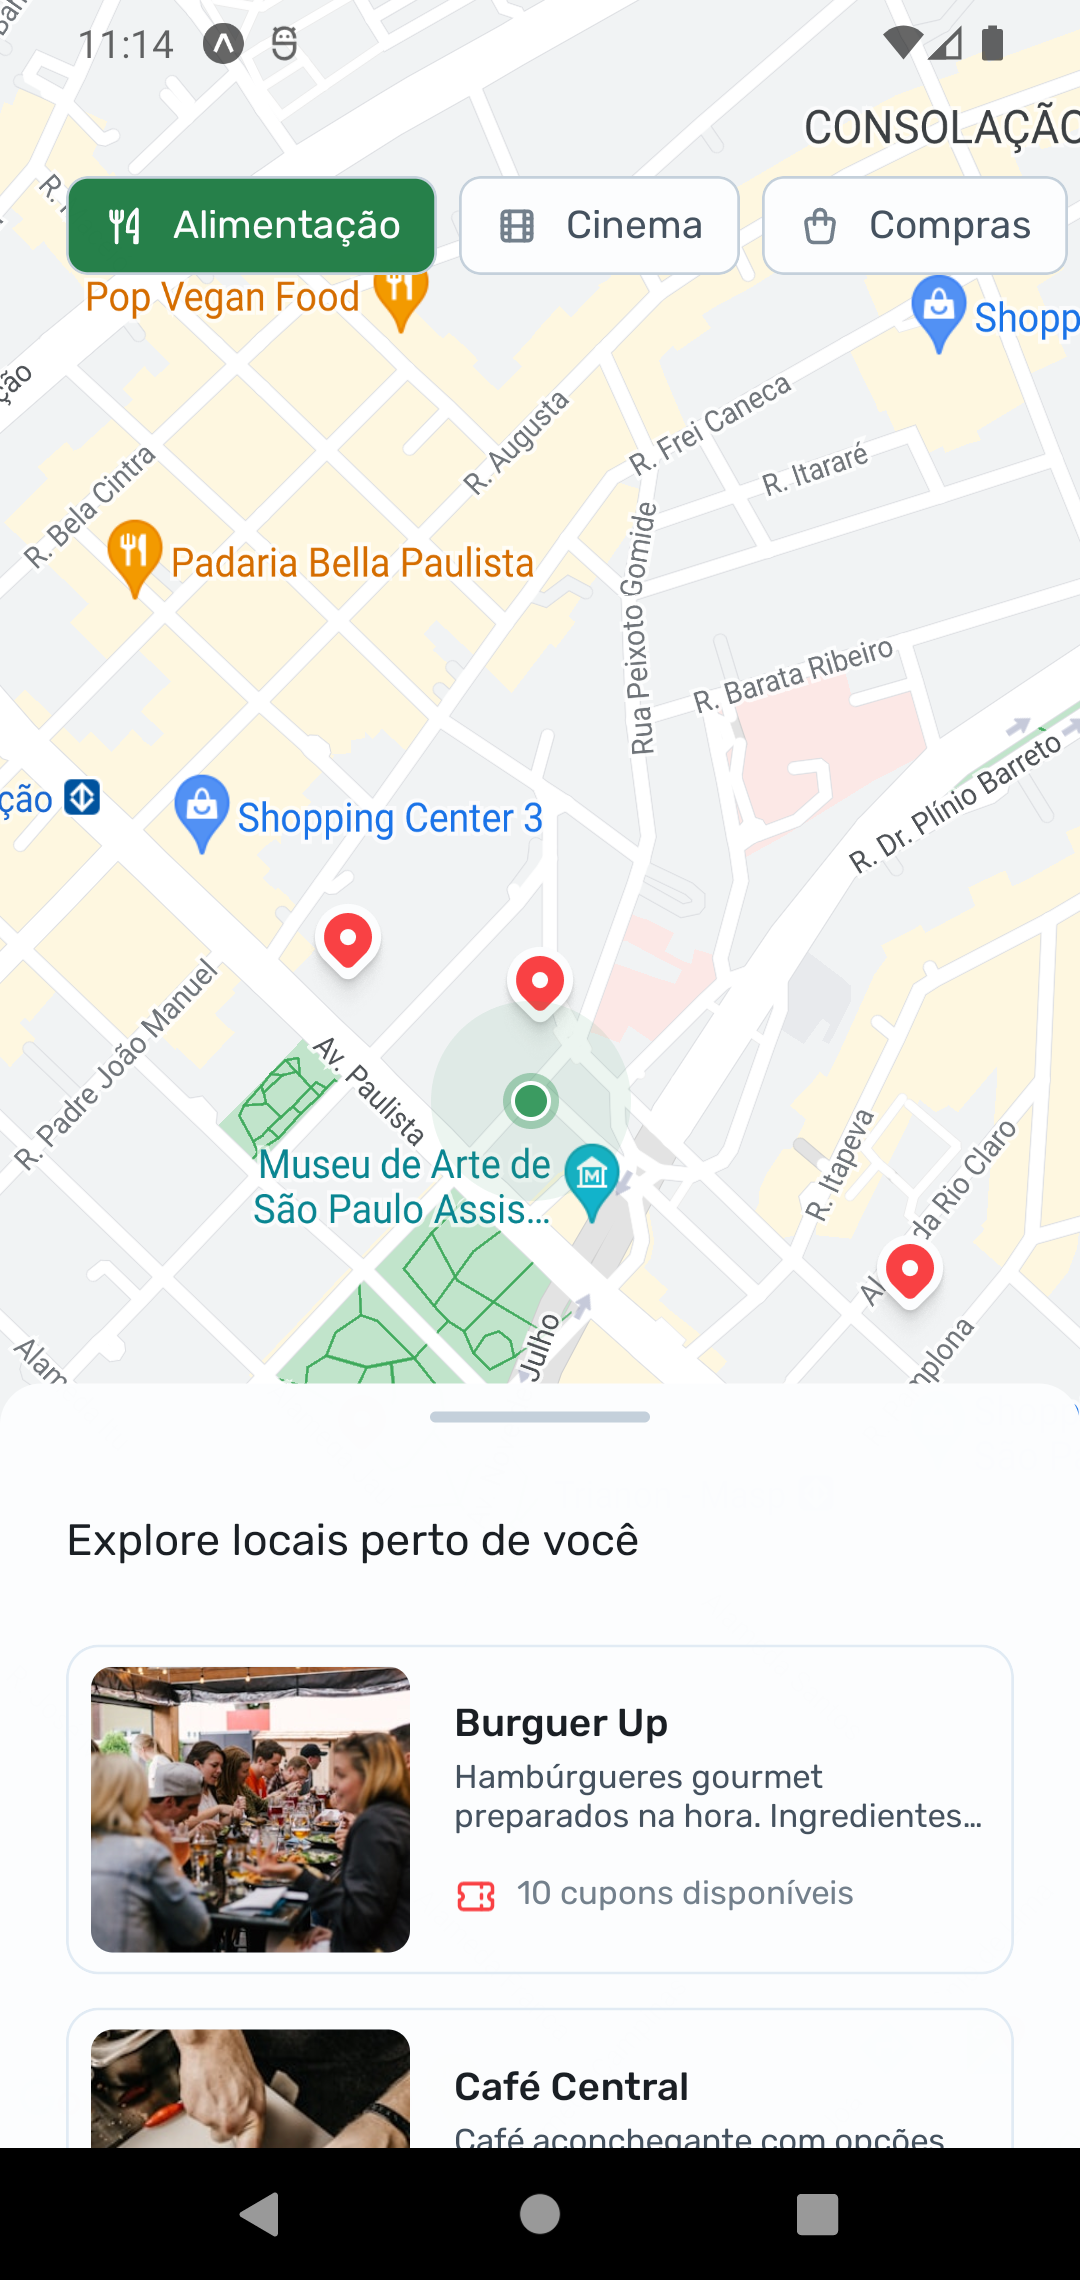 11:14
CONSOLAÇÃO
Alimentação
Cinema
Compras
Pop Vegan Food
Shopp
ção
R. Augusta
R. Frei Caneca
R. Itararé
R. Bela Cintra
Padaria Bella Paulista
Rua Peixoto Gomide
R. Barata Ribeiro
R. Dr. Plínio Barreto
ção
Shopping Center 3
R. Padre João Manuel
Av. Paulista
Museu de Arte de
São Paulo Assis...
R. Itapeva
Al
da Rio Claro
Julho
mplona
Alam
Explore locais perto de você
Burguer Up
Hambúrgueres gourmet
preparados na hora. Ingredientes...
10 cupons disponíveis
Café Central
Café aconchegante com opções